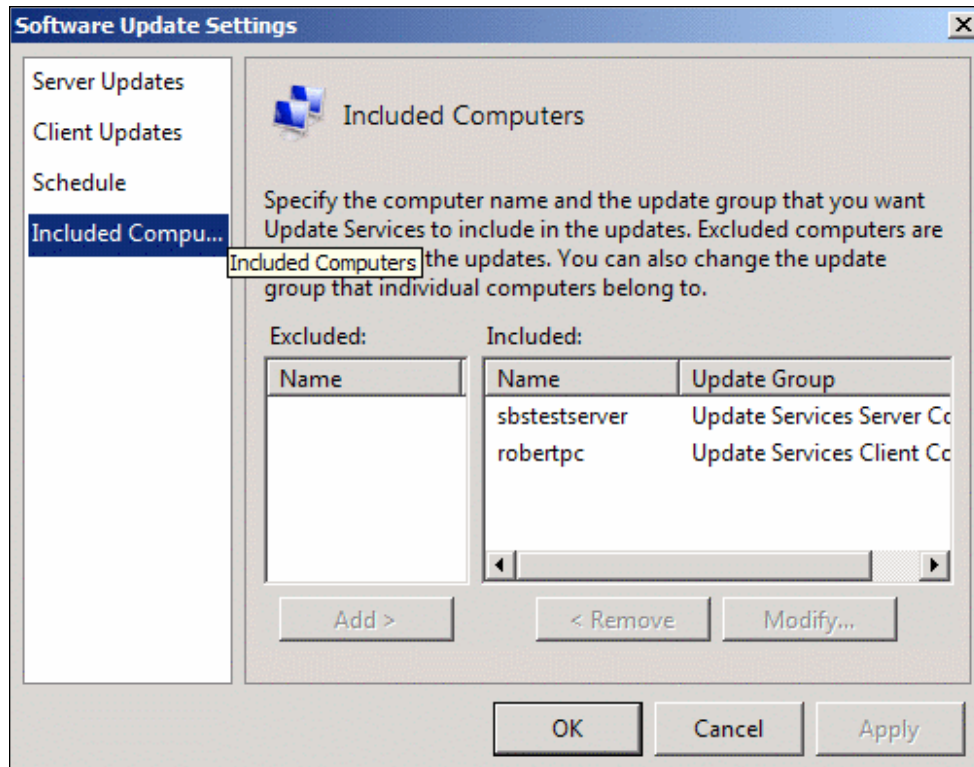 Software Update Settings
Server Updates
Client Updates
Schedule
Included Compu...
Included Computers
Included Computers
Specify the computer name and the update group that you want
Update Services to include in the updates. Excluded computers are
the updates. You can also change the update
group that individual computers belong to.
Excluded:
Name
Included:
Name Update Group
sbstestserver Update Services Server Co
robertpc Update Services Client Co
Add >
< Remove
Modify...
OK
Cancel
Apply